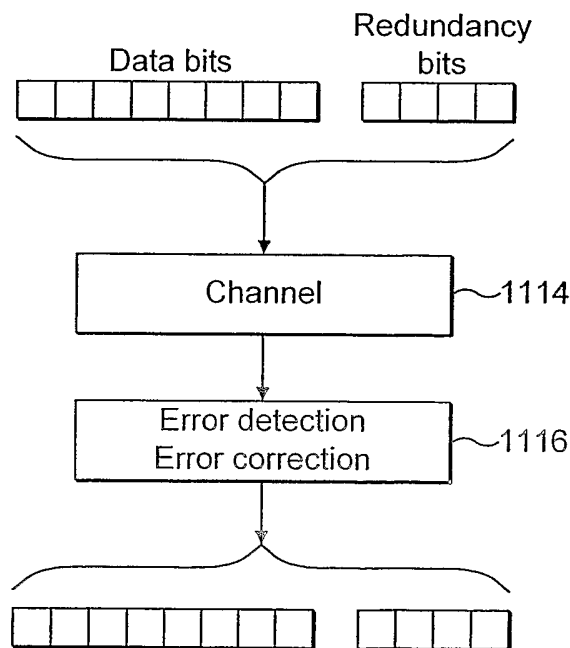 Redundancy
Data bits
bits
Channel
1114
Error detection
Error correction
1116